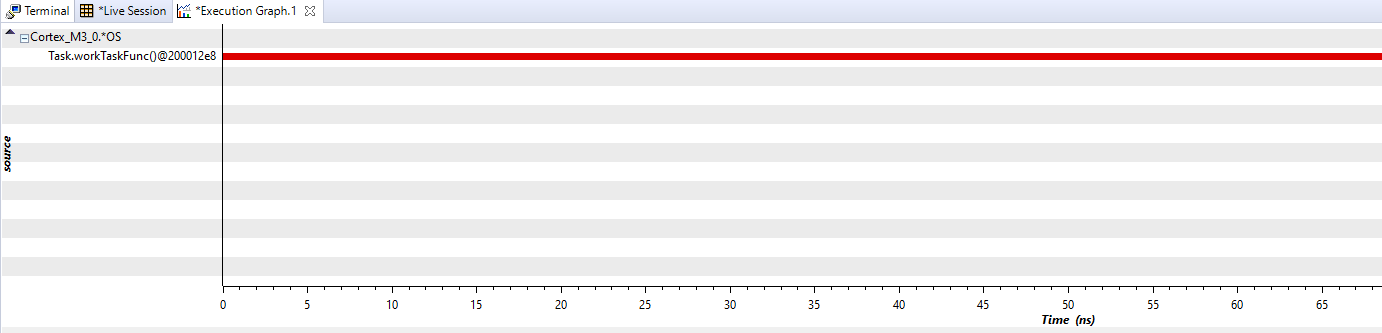 Terminal *Live Session *Execution Graph.1
Cortex_M3_0.*OS
Task.workTaskFunc()@200012e8
source
0 5 10 15 20 25 30 35 40 45 50 55 60 65
Time (ns)